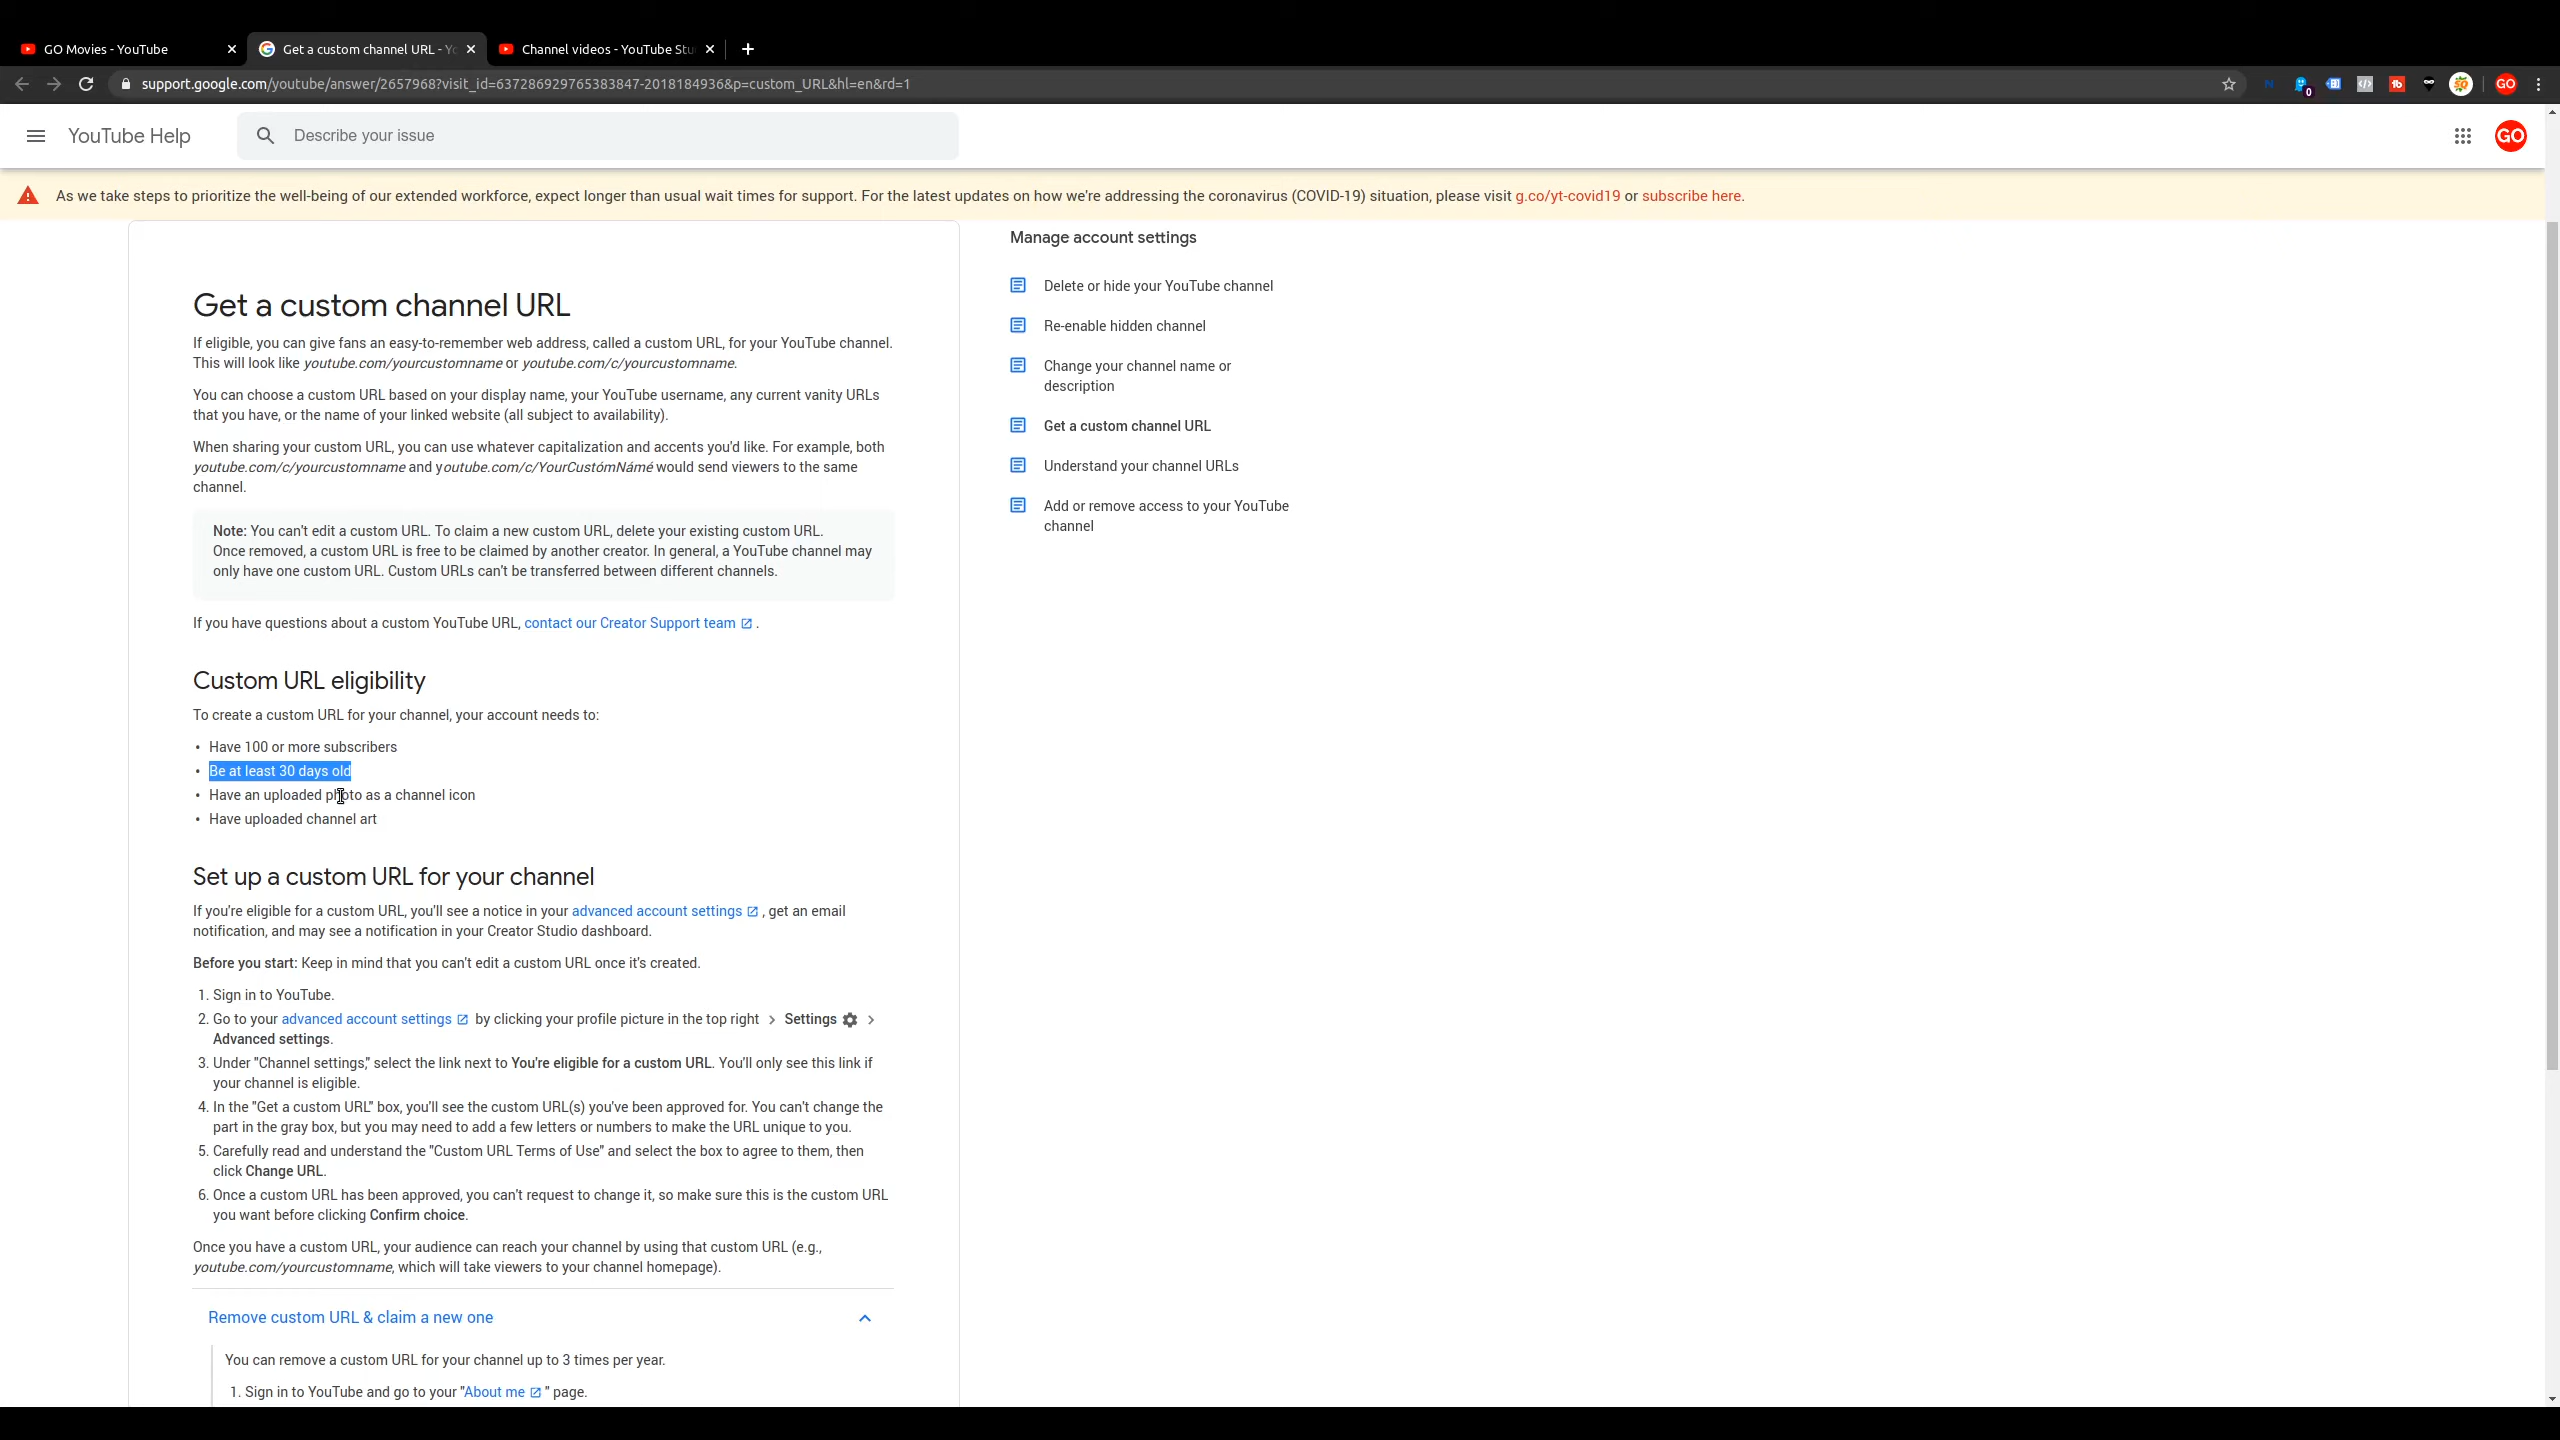 GO Movies - YouTube
Get a custom channel URL - Yo
Channel videos - YouTube Stu
support.google.com/youtube/answer/2657968?visit_id=637286929765383847-2018184936&p=custom_URL&hl=en&rd=1
0
GO
YouTube Help
Describe your issue
GO
As we take steps to prioritize the well-being of our extended workforce, expect longer than usual wait times for support. For the latest updates on how we're addressing the coronavirus (COVID-19) situation, please visit g.co/yt-covid19 or subscribe here.
Get a custom channel URL
If eligible, you can give fans an easy-to-remember web address, called a custom URL, for your YouTube channel.
This will look like youtube.com/yourcustomname or youtube.com/c/yourcustomname.
You can choose a custom URL based on your display name, your YouTube username, any current vanity URLs
that you have, or the name of your linked website (all subject to availability).
When sharing your custom URL, you can use whatever capitalization and accents you'd like. For example, both
youtube.com/c/yourcustomname and youtube.com/c/YourCustómNámé would send viewers to the same
channel.
Note: You can't edit a custom URL. To claim a new custom URL, delete your existing custom URL.
Once removed, a custom URL is free to be claimed by another creator. In general, a YouTube channel may
only have one custom URL. Custom URLs can't be transferred between different channels.
If you have questions about a custom YouTube URL, contact our Creator Support team .
Custom URL eligibility
To create a custom URL for your channel, your account needs to:
• Have 100 or more subscribers
• Be at least 30 days old
• Have an uploaded photo as a channel icon
• Have uploaded channel art
Set up a custom URL for your channel
If you're eligible for a custom URL, you'll see a notice in your advanced account settings , get an email
notification, and may see a notification in your Creator Studio dashboard.
Before you start: Keep in mind that you can't edit a custom URL once it's created.
1. Sign in to YouTube.
2. Go to your advanced account settings by clicking your profile picture in the top right > Settings >
Advanced settings.
3. Under "Channel settings," select the link next to You're eligible for a custom URL. You'll only see this link if
your channel is eligible.
4. In the "Get a custom URL" box, you'll see the custom URL(s) you've been approved for. You can't change the
part in the gray box, but you may need to add a few letters or numbers to make the URL unique to you.
5. Carefully read and understand the "Custom URL Terms of Use" and select the box to agree to them, then
click Change URL.
6. Once a custom URL has been approved, you can't request to change it, so make sure this is the custom URL
you want before clicking Confirm choice.
Once you have a custom URL, your audience can reach your channel by using that custom URL (e.g.,
youtube.com/yourcustomname, which will take viewers to your channel homepage).
Remove custom URL & claim a new one
You can remove a custom URL for your channel up to 3 times per year.
1. Sign in to YouTube and go to your "About me " page.
Manage account settings
Delete or hide your YouTube channel
Re-enable hidden channel
Change your channel name or
description
Get a custom channel URL
Understand your channel URLs
Add or remove access to your YouTube
channel